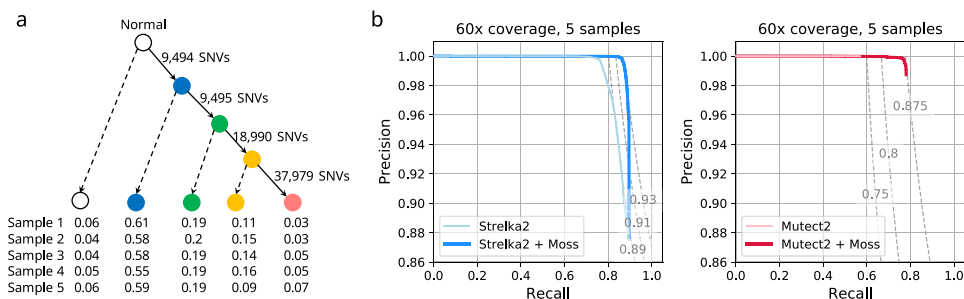 a
Normal
9,494 SNVs
9,495 SNVs
18,990 SNVs
37,979 SNVs
Sample 1 0.06 0.61 0.19 0.11 0.03
Sample 2 0.04 0.58 0.2 0.15 0.03
Sample 3 0.04 0.58 0.19 0.14 0.05
Sample 4 0.05 0.55 0.19 0.16 0.05
Sample 5 0.06 0.59 0.19 0.09 0.07
b
60x coverage, 5 samples
Precision
1.00
0.98
0.96
0.94
0.92
0.90
0.88
0.86
0.93
0.91
0.89
Strelka2
Strelka2 + Moss
0.0 0.2 0.4 0.6 0.8 1.0
Recall
60x coverage, 5 samples
Precision
1.00
0.98
0.96
0.94
0.92
0.90
0.88
0.86
0.875
0.8
0.75
Mutect2
Mutect2 + Moss
0.0 0.2 0.4 0.6 0.8 1.0
Recall